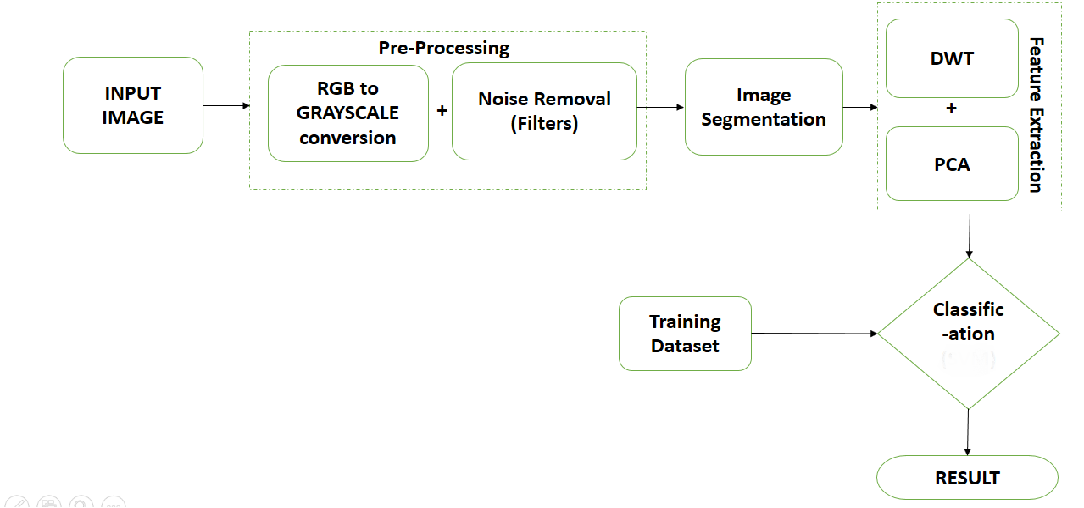 Pre-Processing
INPUT
IMAGE
RGB to
GRAYSCALE
conversion
+
Noise Removal
(Filters)
Image
Segmentation
DWT
+
PCA
Feature Extraction
Training
Dataset
Classific
-ation
RESULT